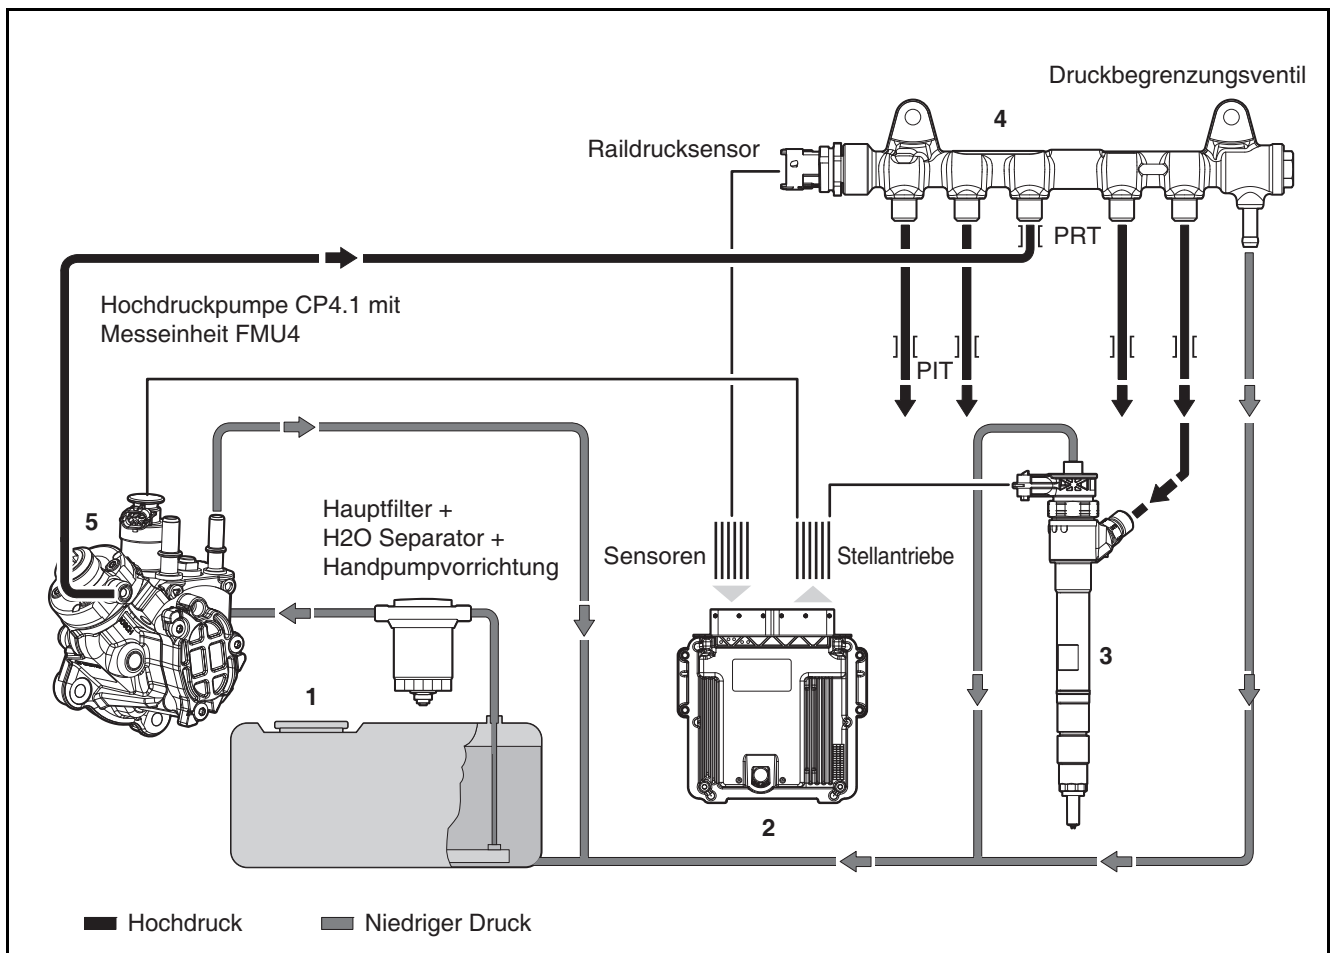 Druckbegrenzungsventil
4
Raildrucksensor
PRT
Hochdruckpumpe CP4.1 mit
Messeinheit FMU4
PIT
5
Hauptfilter +
H2O Separator +
Handpumpvorrichtung
Sensoren
Stellantriebe
3
1
2
Hochdruck
Niedriger Druck